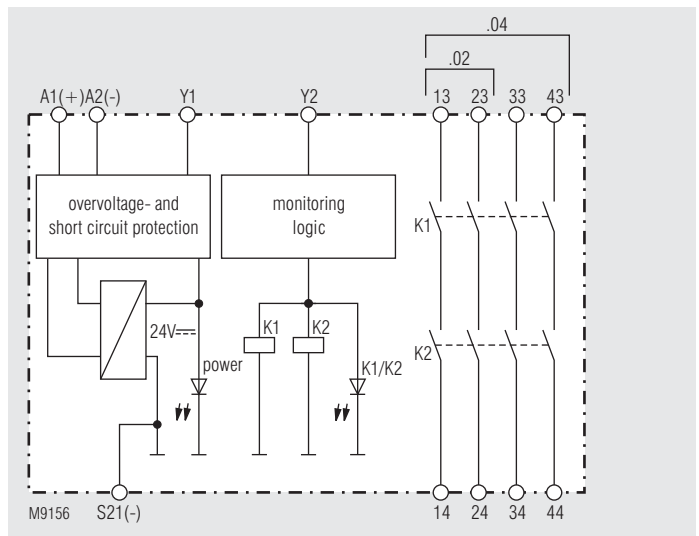 .04
.02
A1(+) A2(-) Y1 Y2 13 23 33 43
overvoltage- and
short circuit protection
monitoring
logic
K1
24V
K1 K2
power
K1/K2
K2
M9156 S21(-) 14 24 34 44